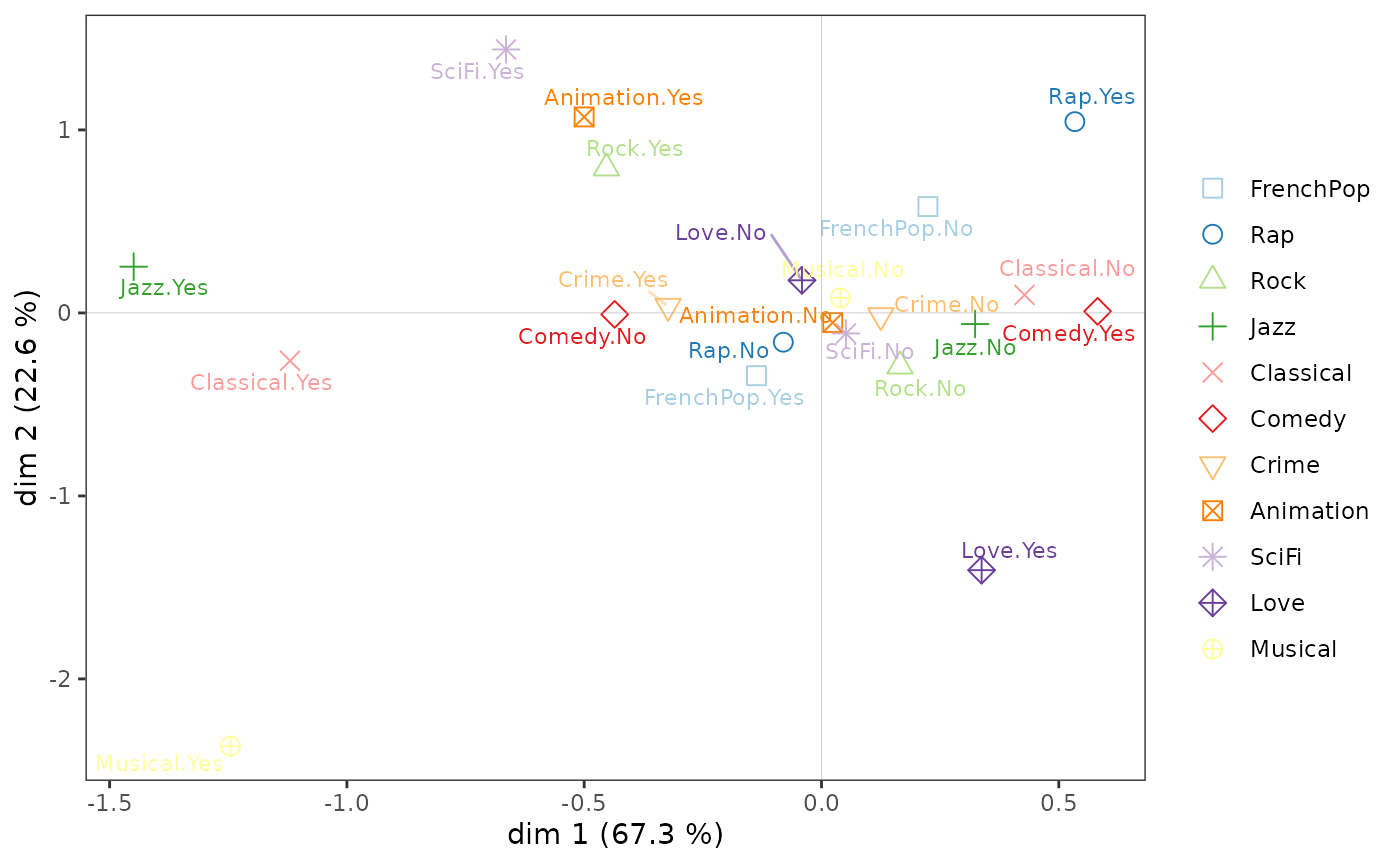 SciFi.Yes
Animation.Yes
Rap.Yes
Rock.Yes
Love.No
FrenchPop.No
Musical.No
Classical.No
Crime.Yes
Jazz.Yes
Crime.No
Animation.No
Comedy.No
Comedy.Yes
Rap.No
SciFi.No
Jazz.No
Classical.Yes
Rock.No
FrenchPop.Yes
Love.Yes
Musical.Yes
1
0
-1
-2
-1.5
-1.0
-0.5
0.0
0.5
dim 1 (67.3 %)
dim 2 (22.6 %)
FrenchPop
Rap
Rock
Jazz
Classical
Comedy
Crime
Animation
SciFi
Love
Musical